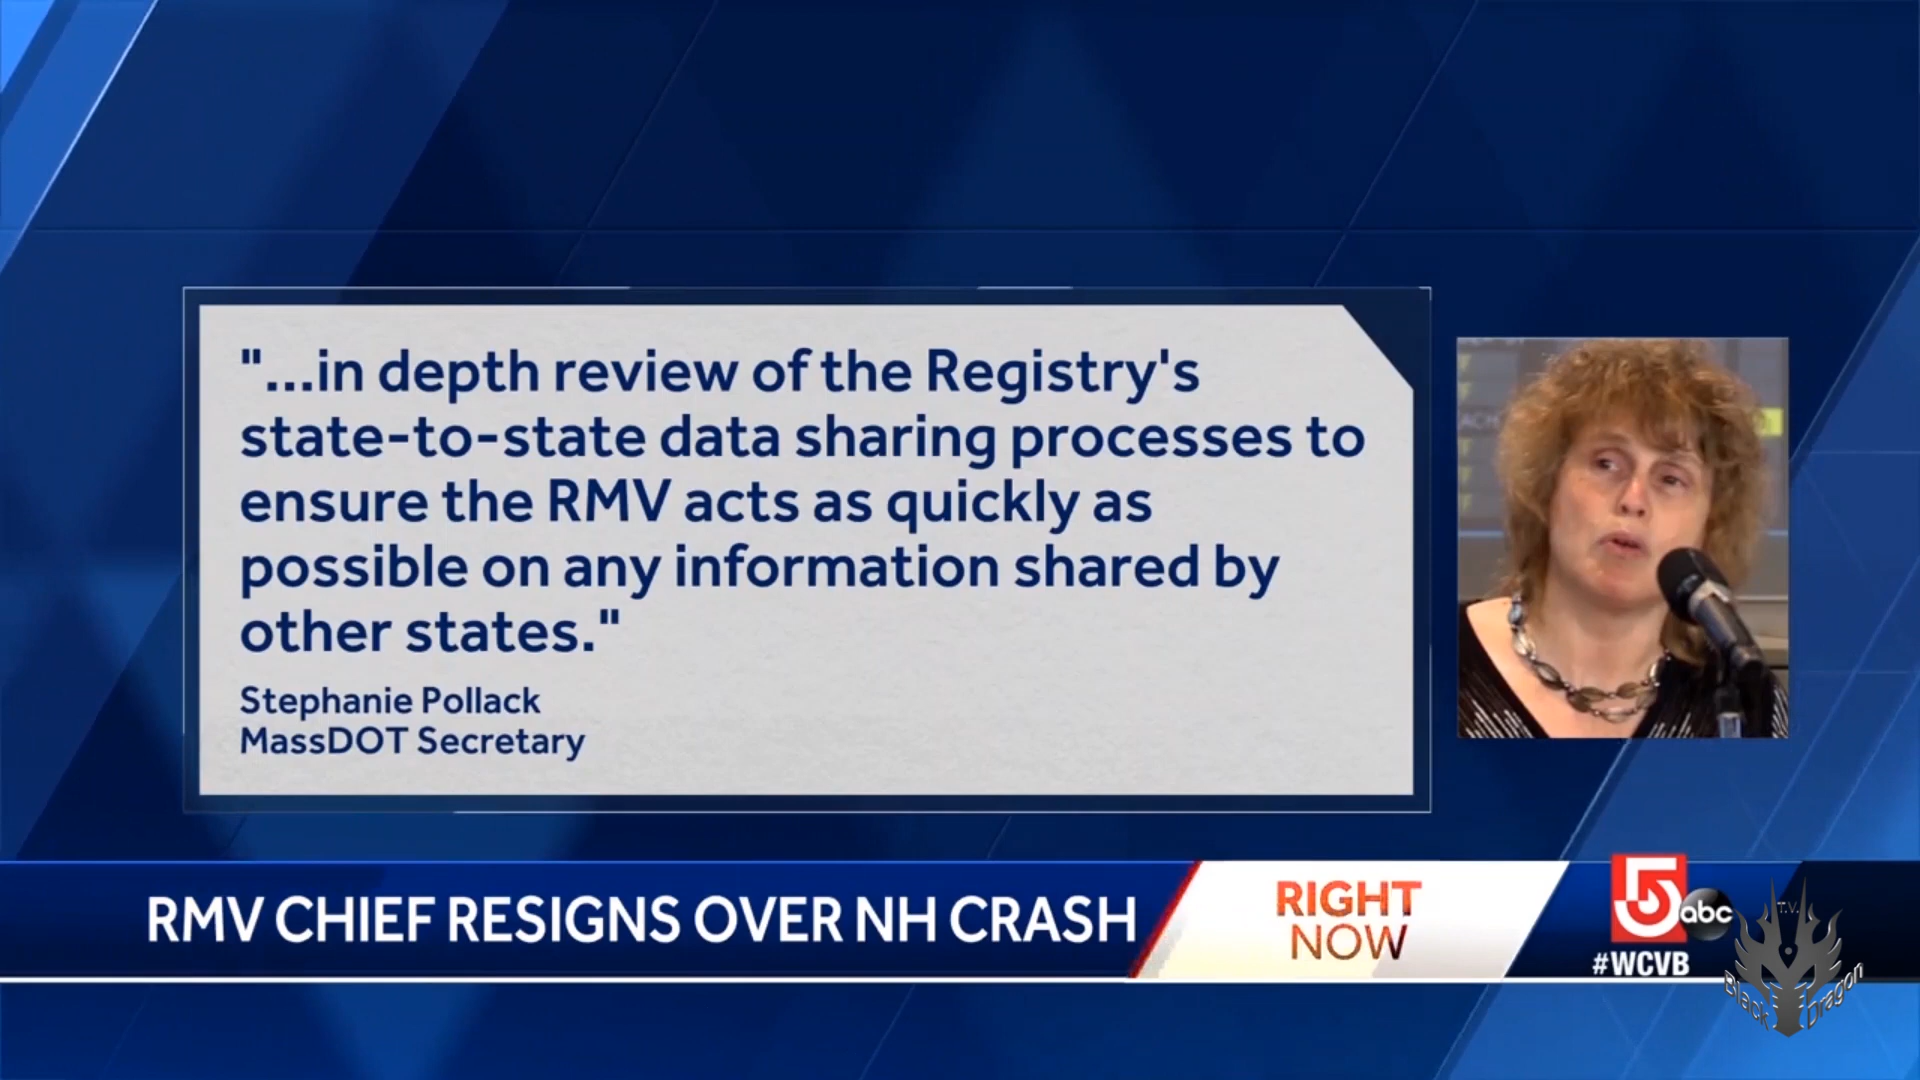 "...in depth review of the Registry's
state-to-state data sharing processes to
ensure the RMV acts as quickly as
possible on any information shared by
other states."
Stephanie Pollack
MassDOT Secretary
RMV CHIEF RESIGNS OVER NH CRASH
RIGHT
NOW
5
abc
#WCVB
T.V.
Black Dragon